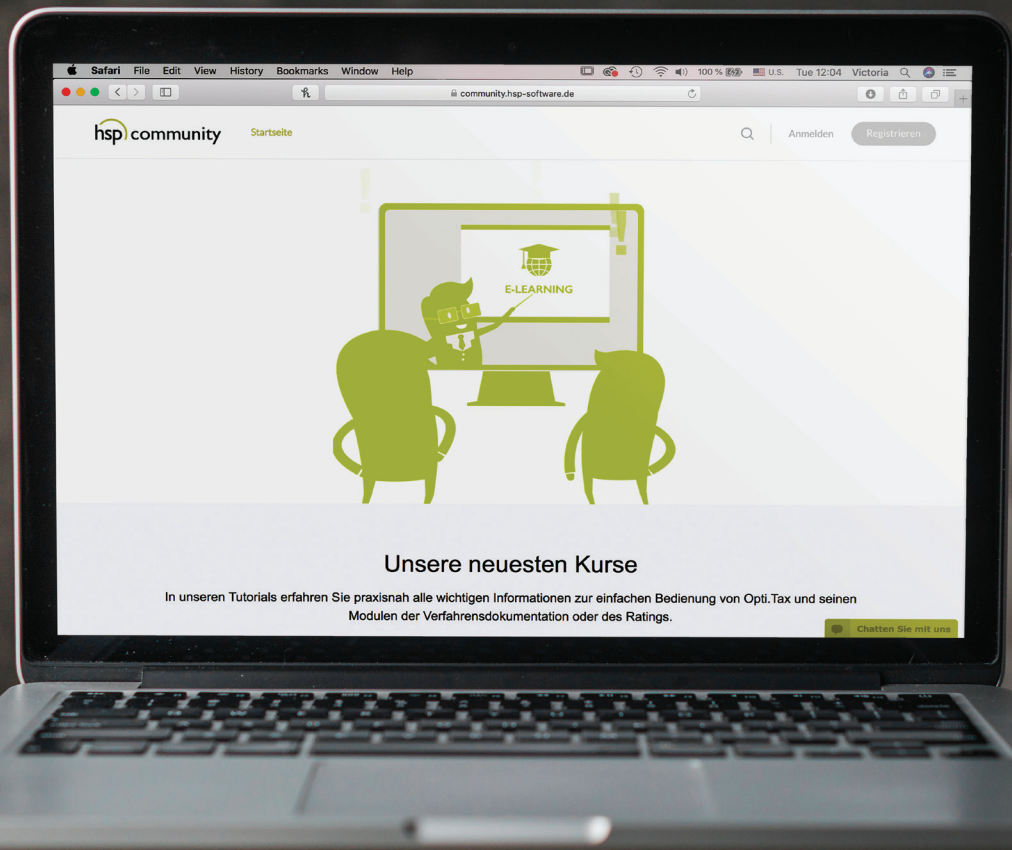 Safari File Edit View History Bookmarks Window Help 100 % U.S. Tue 12:04 Victoria
community.hsp-software.de
hsp community Startseite Anmelden Registrieren
E-LEARNING
Unsere neuesten Kurse
In unseren Tutorials erfahren Sie praxisnah alle wichtigen Informationen zur einfachen Bedienung von Opti.Tax und seinen
Modulen der Verfahrensdokumentation oder des Ratings.
Chatten Sie mit uns